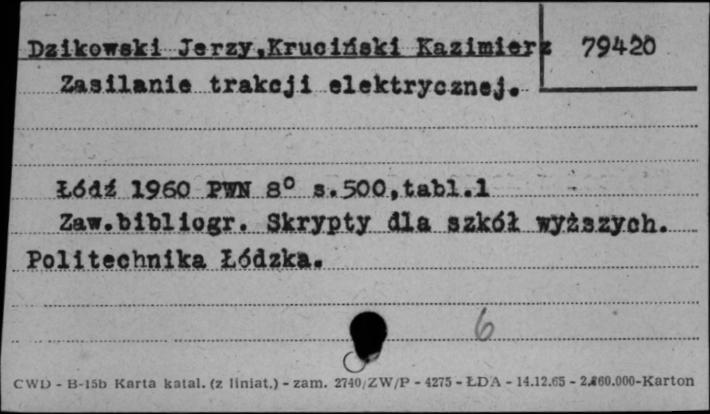 Dzikowski Jerzy,Kruciński Kazimierz 79420
Zasilanie trakcji elektrycznej.
Łódź 1960 PWN 8° s.500,tabl.1
Zaw.bibliogr. Skrypty dla szkół wyższych.
Politechnika Łódzka.
6
CWD - B-15b Karta katal. (z liniat.) - zam. 2740/ZW/P - 4275 - ŁDA - 14.12.65 - 2.860.000-Karton